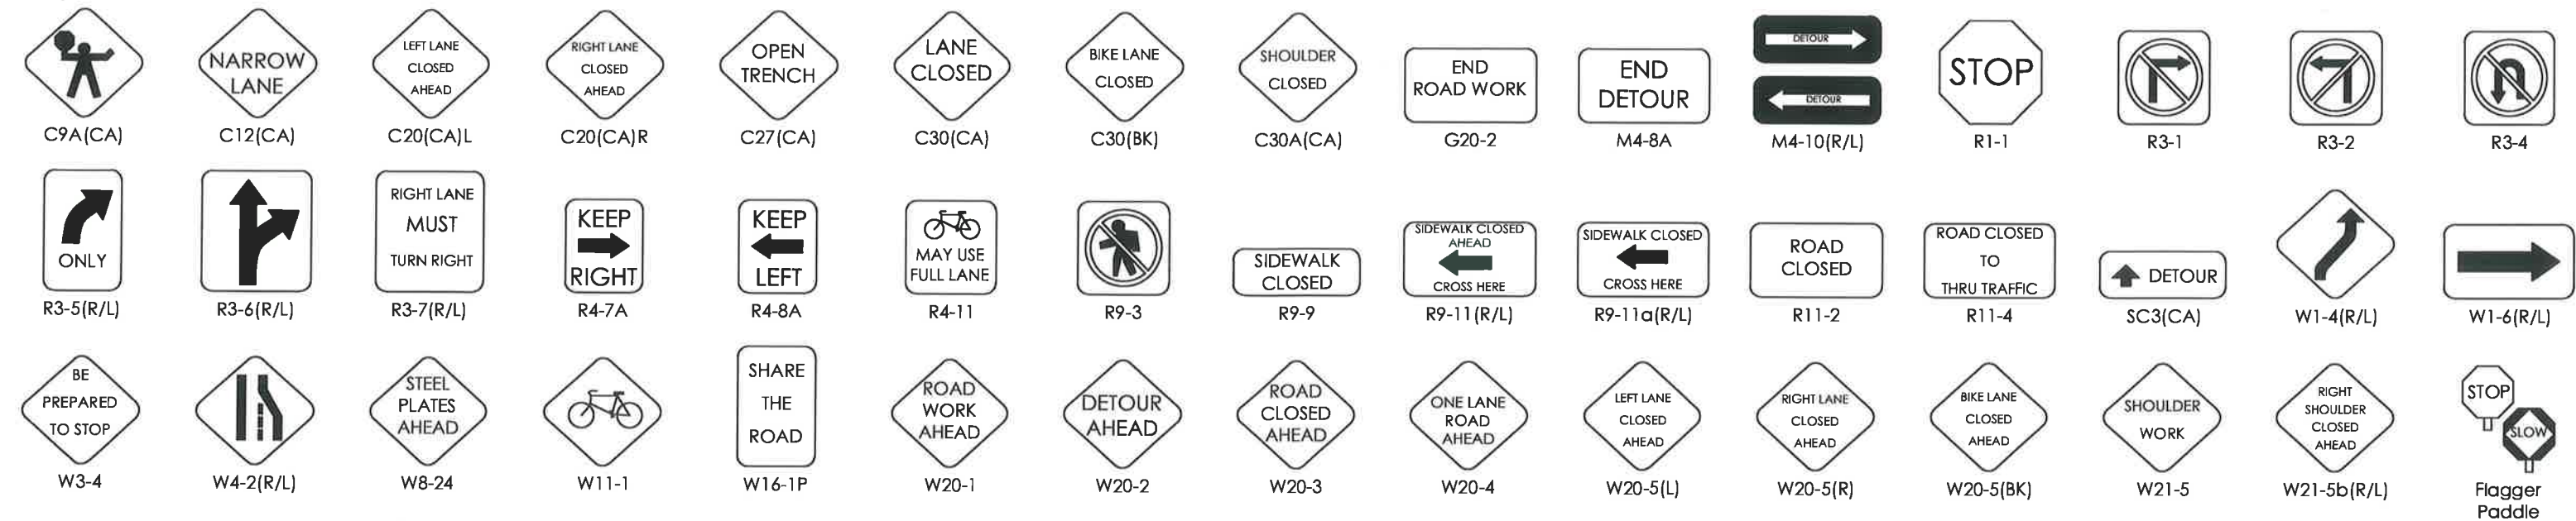 NARROW
LANE
LEFT LANE
CLOSED
AHEAD
RIGHT LANE
CLOSED
AHEAD
OPEN
TRENCH
LANE
CLOSED
BIKE LANE
CLOSED
SHOULDER
CLOSED
END
ROAD WORK
END
DETOUR
DETOUR
DETOUR
STOP
C9A(CA)
C12(CA)
C20(CA)L
C20(CA)R
C27(CA)
C30(CA)
C30(BK)
C30A(CA)
G20-2
M4-8A
M4-10(R/L)
R1-1
R3-1
R3-2
R3-4
ONLY
RIGHT LANE
MUST
TURN RIGHT
KEEP
RIGHT
KEEP
LEFT
MAY USE
FULL LANE
SIDEWALK
CLOSED
SIDEWALK CLOSED
AHEAD
CROSS HERE
SIDEWALK CLOSED
CROSS HERE
ROAD
CLOSED
ROAD CLOSED
TO
THRU TRAFFIC
DETOUR
R3-5(R/L)
R3-6(R/L)
R3-7(R/L)
R4-7A
R4-8A
R4-11
R9-3
R9-9
R9-11(R/L)
R9-11a(R/L)
R11-2
R11-4
SC3(CA)
W1-4(R/L)
W1-6(R/L)
BE
PREPARED
TO STOP
STEEL
PLATES
AHEAD
SHARE
THE
ROAD
ROAD
WORK
AHEAD
DETOUR
AHEAD
ROAD
CLOSED
AHEAD
ONE LANE
ROAD
AHEAD
LEFT LANE
CLOSED
AHEAD
RIGHT LANE
CLOSED
AHEAD
BIKE LANE
CLOSED
AHEAD
SHOULDER
WORK
RIGHT
SHOULDER
CLOSED
AHEAD
STOP
SLOW
W3-4
W4-2(R/L)
W8-24
W11-1
W16-1P
W20-1
W20-2
W20-3
W20-4
W20-5(L)
W20-5(R)
W20-5(BK)
W21-5
W21-5b(R/L)
Flagger
Paddle